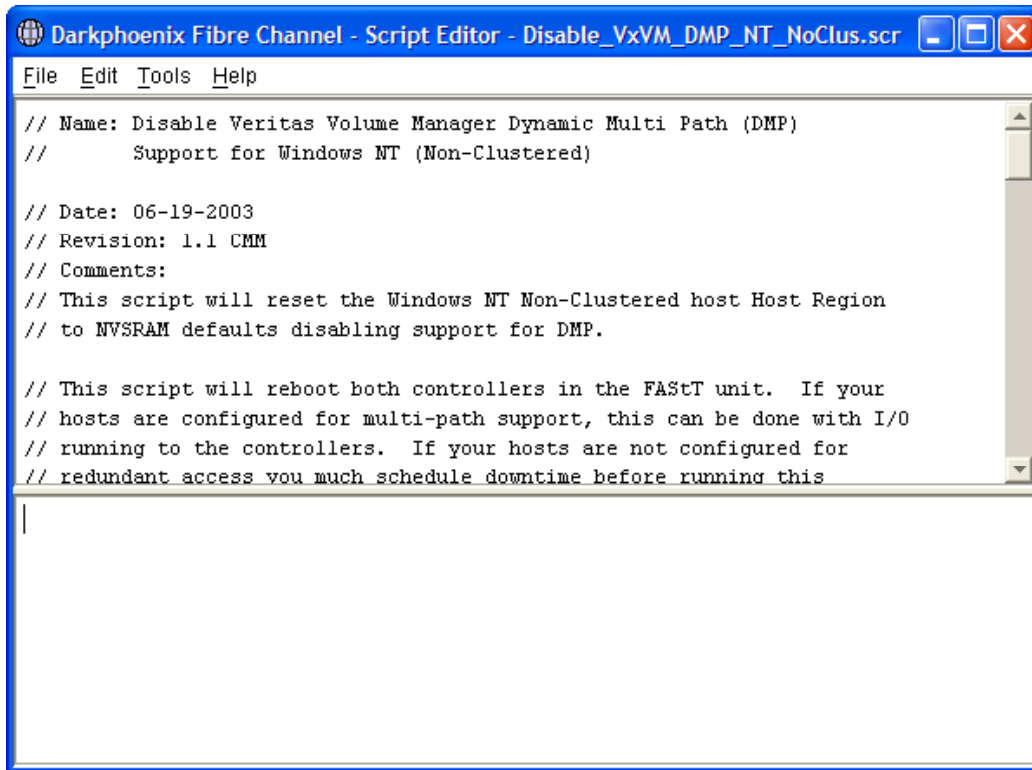 Darkphoenix Fibre Channel - Script Editor - Disable_VxVM_DMP_NT_NoClus.scr
File Edit Tools Help
// Name: Disable Veritas Volume Manager Dynamic Multi Path (DMP)
// Support for Windows NT (Non-Clustered)
// Date: 06-19-2003
// Revision: 1.1 CMM
// Comments:
// This script will reset the Windows NT Non-Clustered host Host Region
// to NVSRAM defaults disabling support for DMP.
// This script will reboot both controllers in the FAStT unit. If your
// hosts are configured for multi-path support, this can be done with I/O
// running to the controllers. If your hosts are not configured for
// redundant access you much schedule downtime before running this